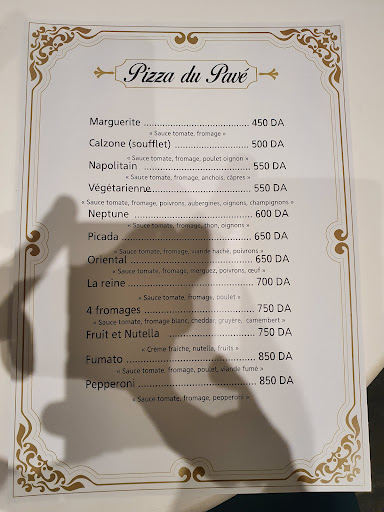 Pizza du Pavé
Marguerite ................................ 450 DA
« Sauce tomate, fromage »
Calzone (soufflet) ........................ 500 DA
« Sauce tomate, fromage, poulet oignon »
Napolitain ................................ 550 DA
« Sauce tomate, fromage, anchois, câpres »
Végétarienne ............................. 550 DA
« Sauce tomate, fromage, poivrons, aubergines, oignons, champignons »
Neptune ................................... 600 DA
« Sauce tomate, fromage, thon, oignons »
Picada ..................................... 650 DA
« Sauce tomate, fromage, viande haché, poivrons »
Oriental ................................... 650 DA
« Sauce tomate, fromage, merguez, poivrons, œuf »
La reine ................................... 700 DA
« Sauce tomate, fromage, poulet »
4 fromages ................................ 750 DA
« Sauce tomate, fromage blanc, cheddar, gruyère, camembert »
Fruit et Nutella .......................... 750 DA
« Crème fraiche, nutella, fruits »
Fumato .................................... 850 DA
« Sauce tomate, fromage, poulet, viande fumé »
Pepperoni ................................. 850 DA
« Sauce tomate, fromage, pepperoni »